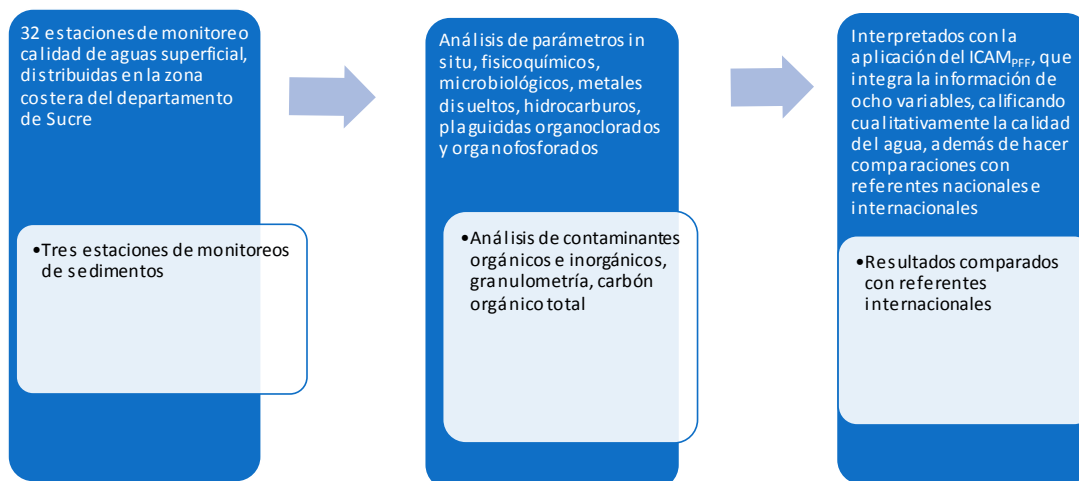 32 estaciones de monitoreo
calidad de aguas superficial,
distribuidas en la zona
costera del departamento
de Sucre
•Tres estaciones de monitoreos
de sedimentos
Análisis de parámetros in
situ, fisicoquímicos,
microbiológicos, metales
disueltos, hidrocarburos,
plaguicidas organoclorados
y organofosforados
•Análisis de contaminantes
orgánicos e inorgánicos,
granulometría, carbón
orgánico total
Interpretados con la
aplicación del ICAMPFF, que
integra la información de
ocho variables, calificando
cualitativamente la calidad
del agua, además de hacer
comparaciones con
referentes nacionales e
internacionales
•Resultados comparados
con referentes
internacionales